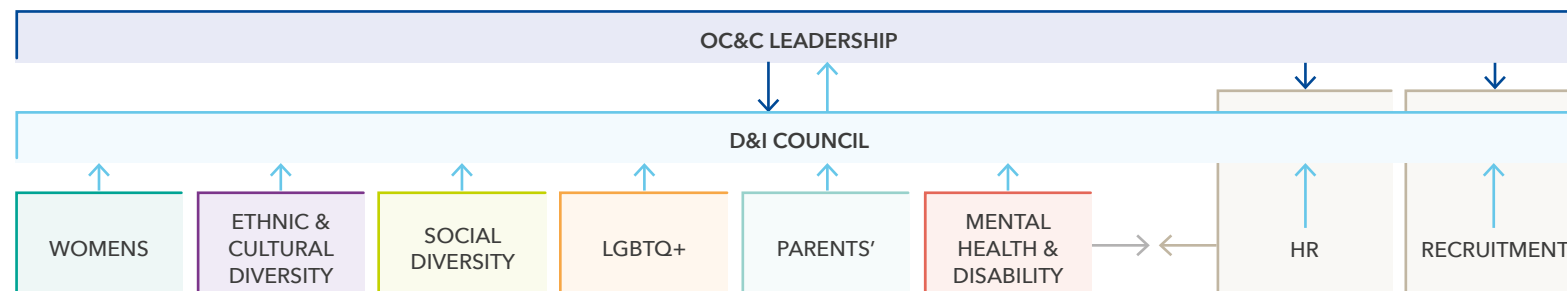 OC&C LEADERSHIP
D&I COUNCIL
WOMENS
ETHNIC &
CULTURAL
DIVERSITY
SOCIAL
DIVERSITY
LGBTQ+
PARENTS’
MENTAL
HEALTH &
DISABILITY
HR
RECRUITMENT